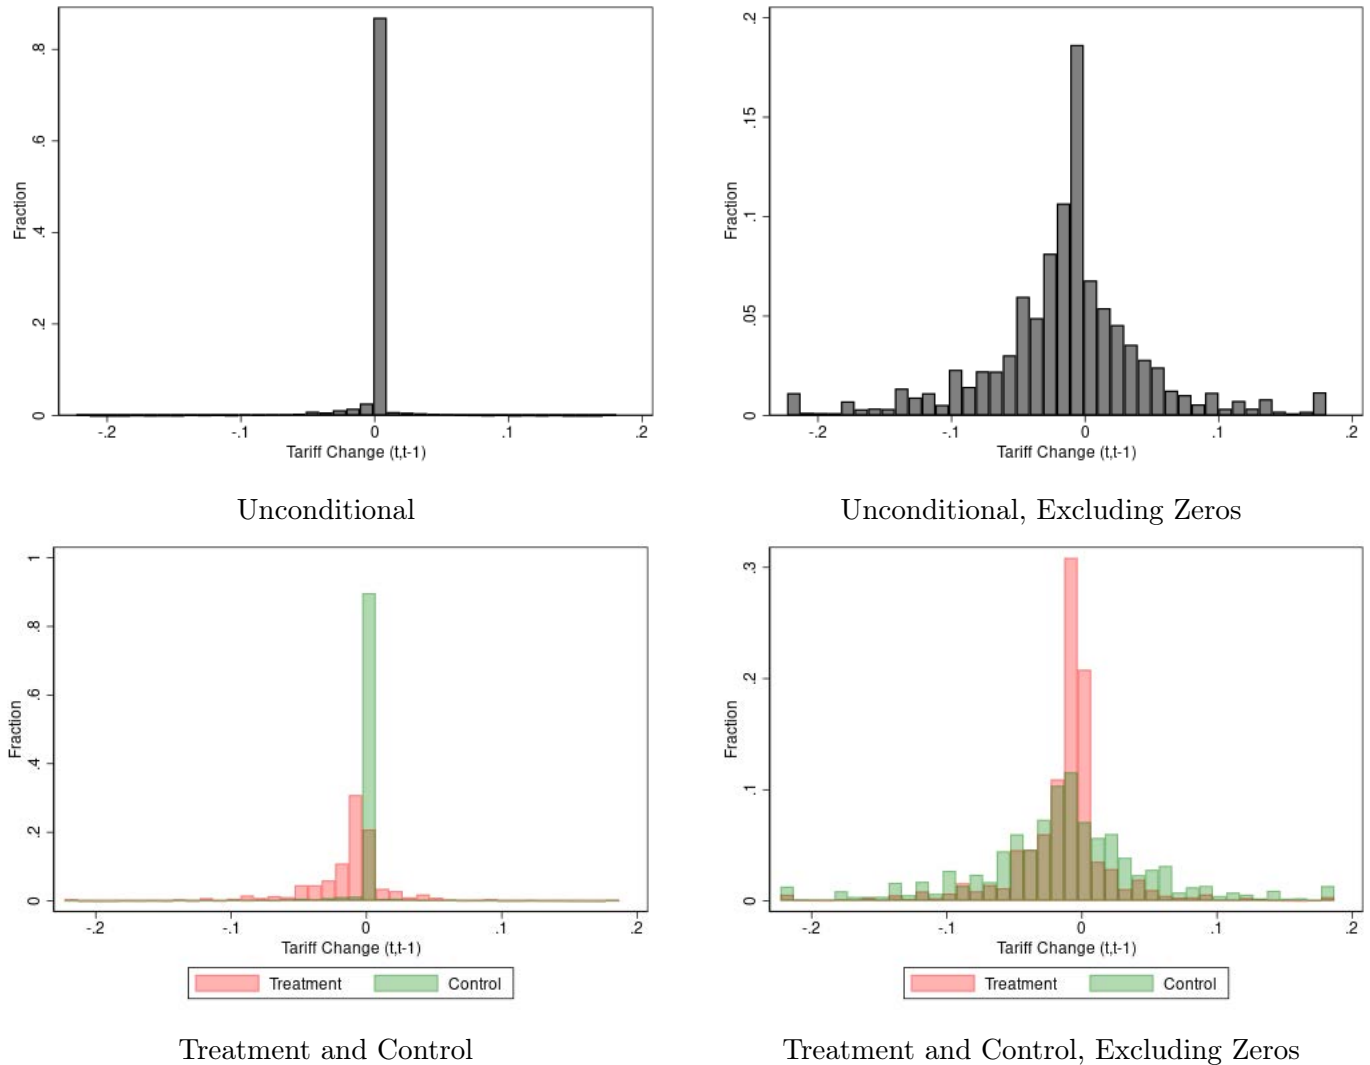 Fraction
.8
.6
.4
.2
0
-.2 -.1 0 .1 .2
Tariff Change (t,t-1)
Unconditional
Fraction
.2
.15
.1
.05
0
-.2 -.1 0 .1 .2
Tariff Change (t,t-1)
Unconditional, Excluding Zeros
Fraction
1
.8
.6
.4
.2
0
-.2 -.1 0 .1 .2
Tariff Change (t,t-1)
Treatment Control
Treatment and Control
Fraction
.3
.2
.1
0
-.2 -.1 0 .1 .2
Tariff Change (t,t-1)
Treatment Control
Treatment and Control, Excluding Zeros